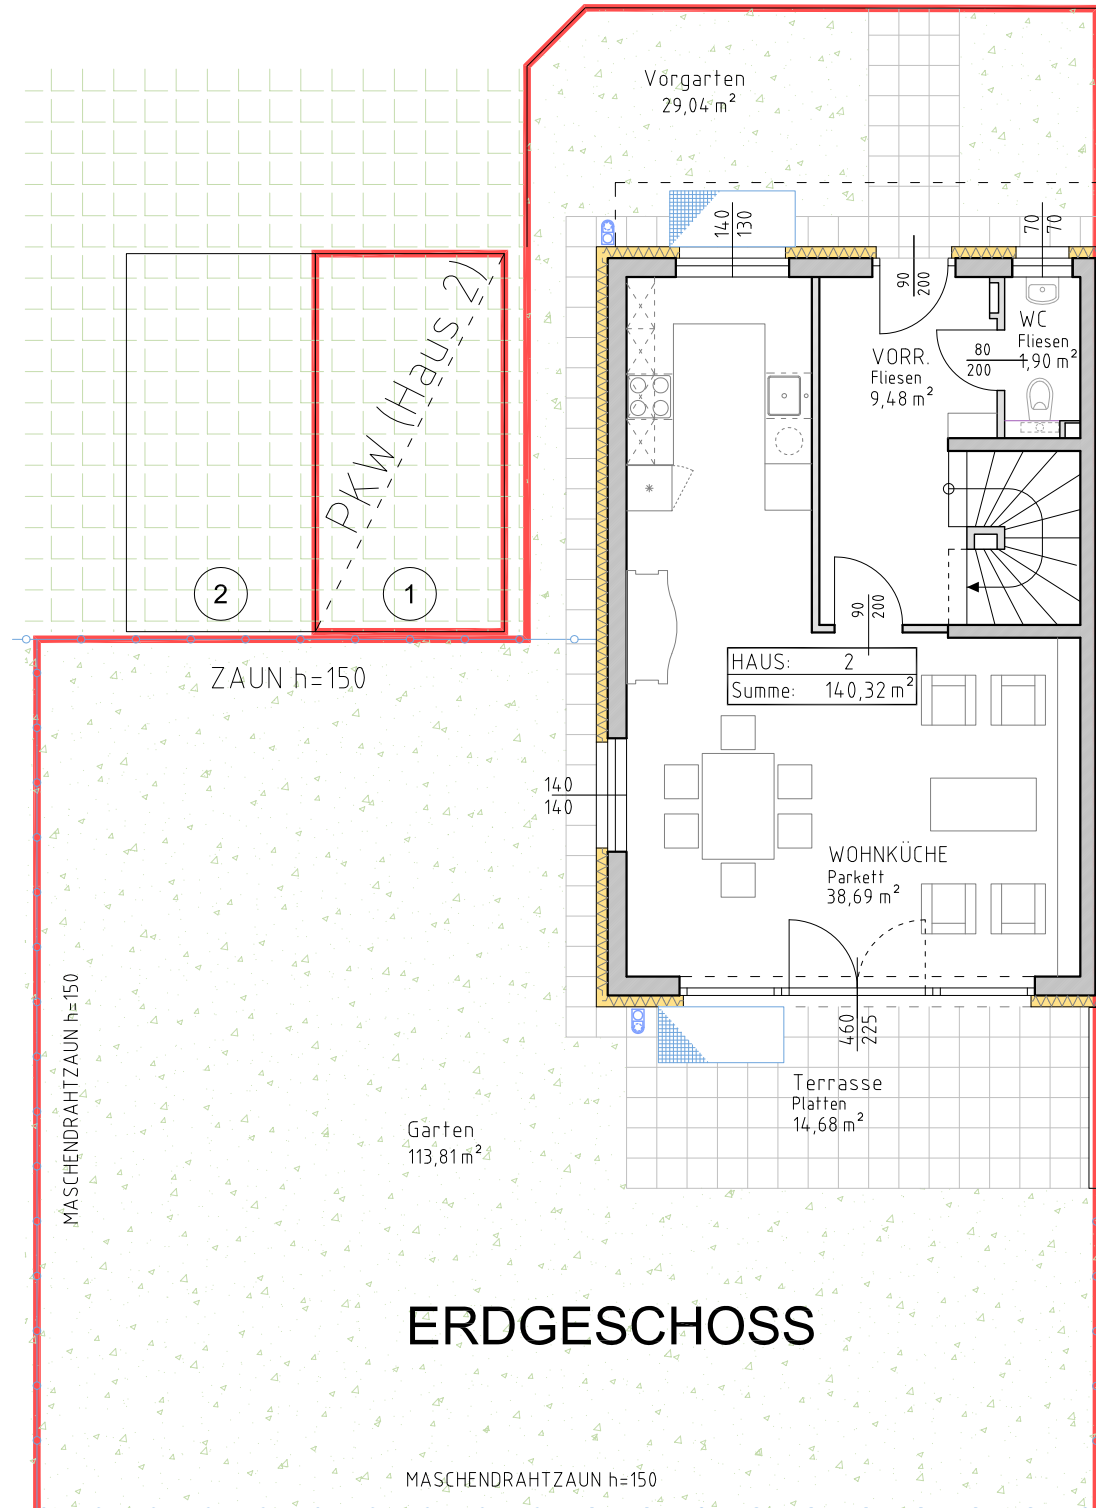 Vorgarten
29,04 m²
140
130
90
200
70
70
WC
Fliesen
1,90 m²
80
200
VORR.
Fliesen
9,48 m²
PKW (Haus 2)
2
1
ZAUN h=150
90
200
HAUS: 2
Summe: 140,32 m²
140
140
WOHNKÜCHE
Parkett
38,69 m²
460
225
Terrasse
Platten
14,68 m²
MASCHENDRAHTZAUN h=150
Garten
113,81 m²
ERDGESCHOSS
MASCHENDRAHTZAUN h=150